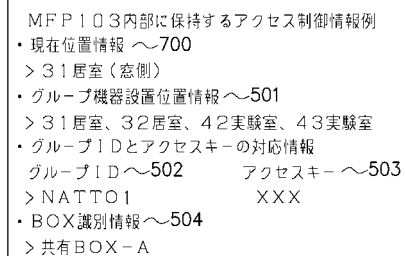 MFP103内部に保持するアクセス制御情報例
・現在位置情報 〜700
>31居室(窓側)
・グループ機器設置位置情報〜501
>31居室、32居室、42実験室、43実験室
・グループIDとアクセスキーの対応情報
グループID〜502 アクセスキー〜503
>NATTO1 XXX
・BOX識別情報〜504
>共有BOX-A